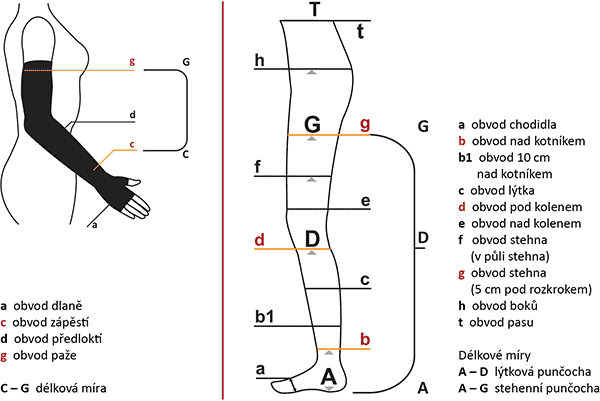 g
G
d
c
C
a
a obvod dlaně
c obvod zápěstí
d obvod předloktí
g obvod paže
C – G délková míra
T
t
h
G
g
G
f
e
d
D
D
c
b1
b
a
A
A
a obvod chodidla
b obvod nad kotníkem
b1 obvod 10 cm
nad kotníkem
c obvod lýtka
d obvod pod kolenem
e obvod nad kolenem
f obvod stehna
(v půli stehna)
g obvod stehna
(5 cm pod rozkrokem)
h obvod boků
t obvod pasu
Délkové míry
A – D lýtková punčocha
A – G stehenní punčocha